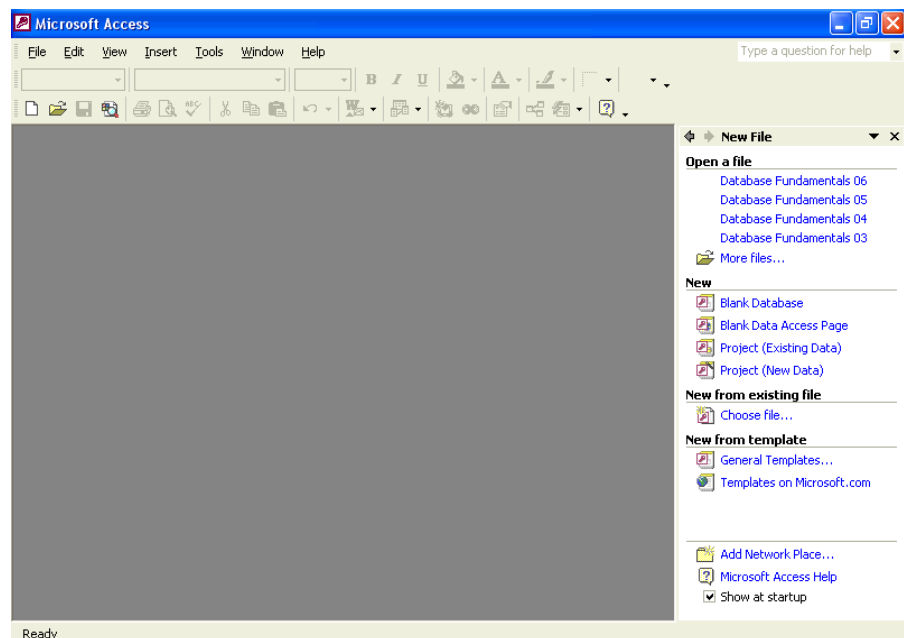 Microsoft Access
File Edit View Insert Tools Window Help
Type a question for help
B I U A
ABC
New File
Open a file
Database Fundamentals 06
Database Fundamentals 05
Database Fundamentals 04
Database Fundamentals 03
More files...
New
Blank Database
Blank Data Access Page
Project (Existing Data)
Project (New Data)
New from existing file
Choose file...
New from template
General Templates...
Templates on Microsoft.com
Add Network Place...
Microsoft Access Help
Show at startup
Ready